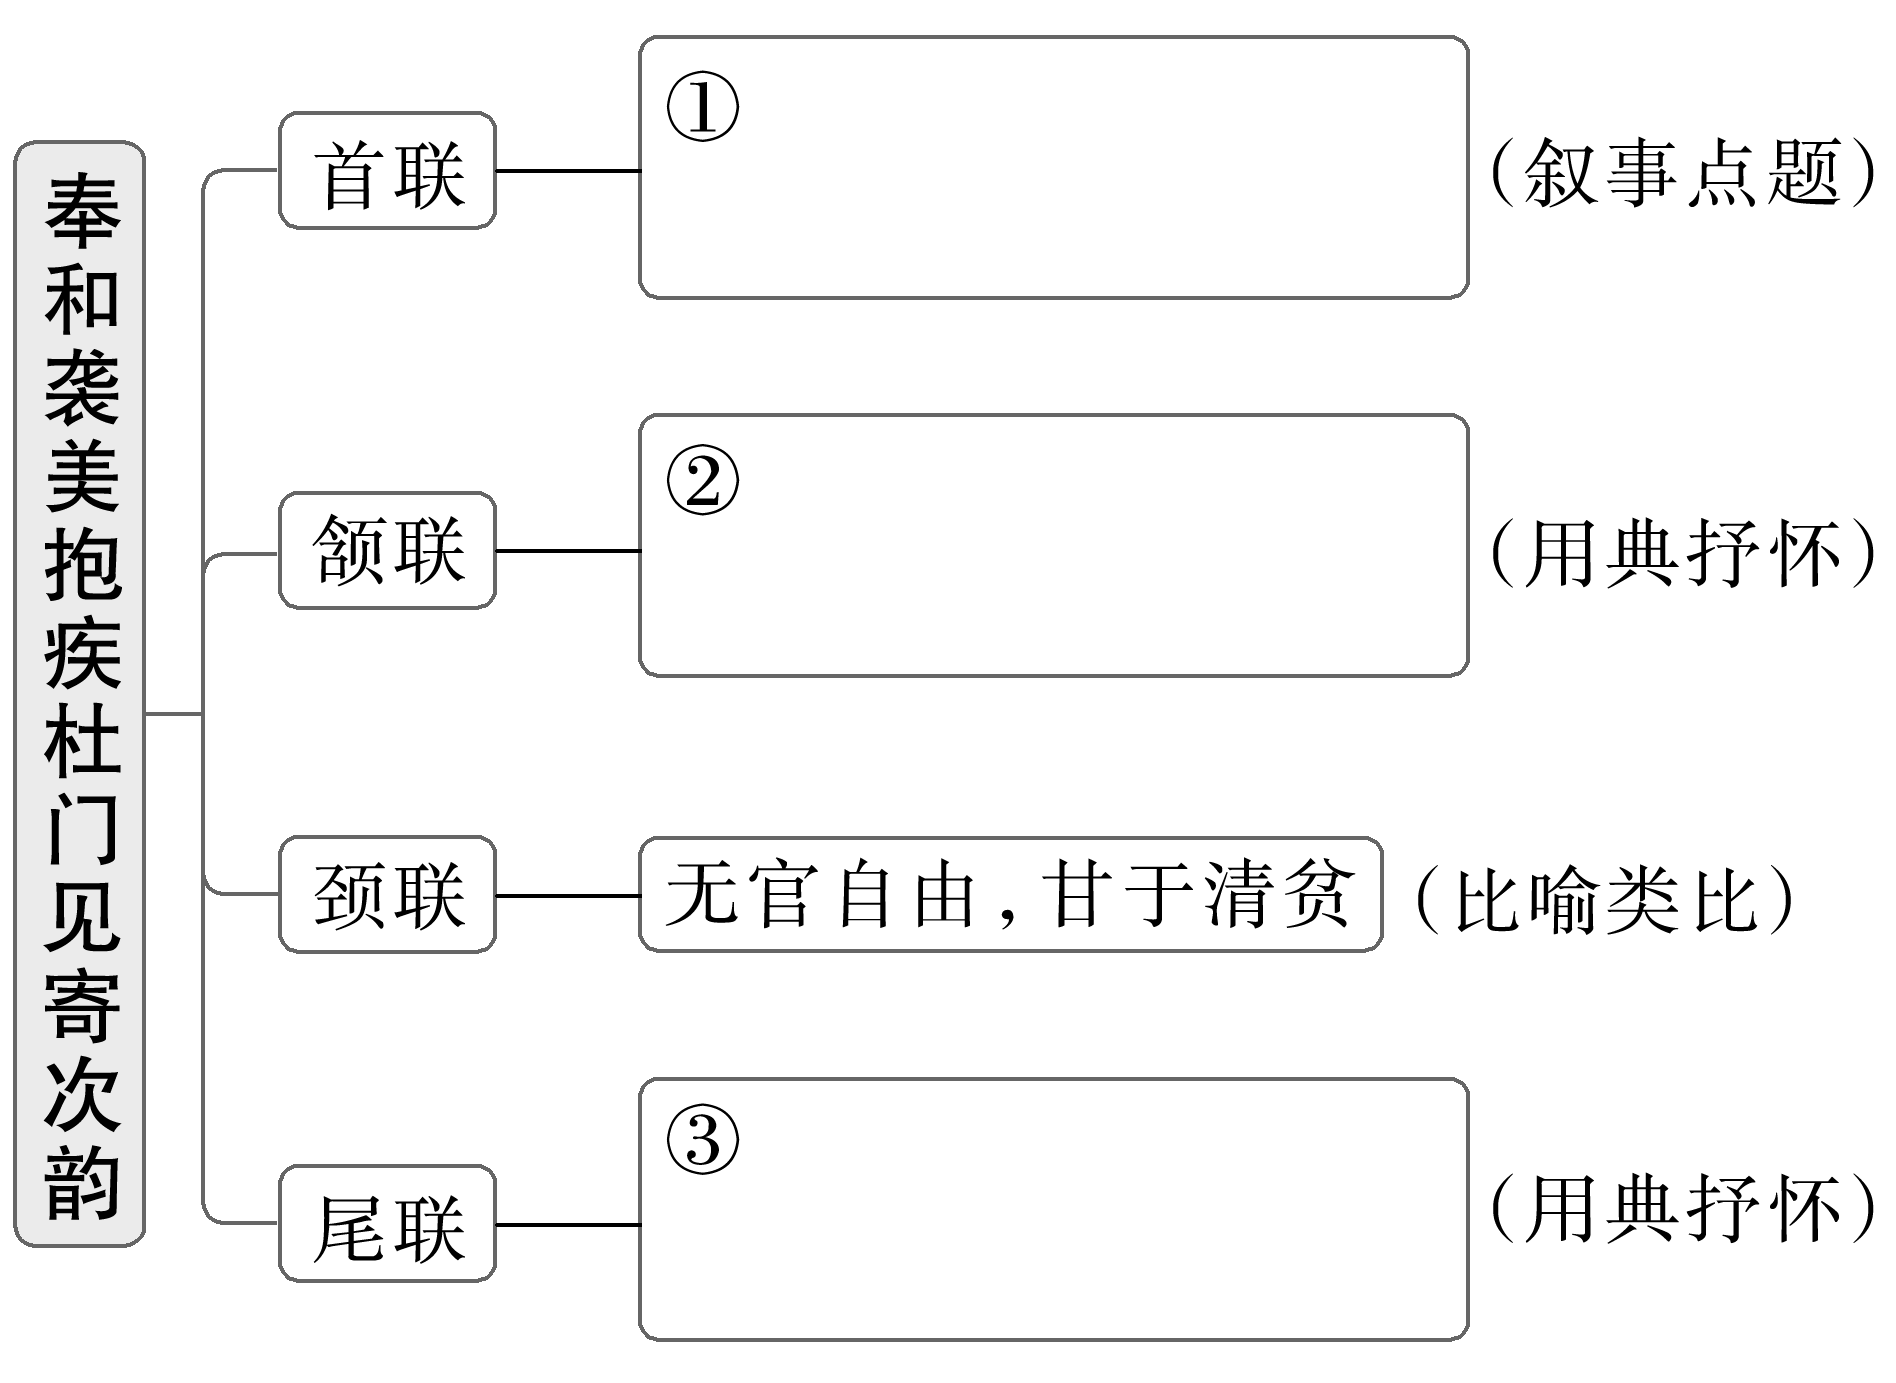 奉和袭美抱疾杜门见寄次韵
首联
①
(叙事点题)
颔联
②
(用典抒怀)
颈联
无官自由,甘于清贫
(比喻类比)
尾联
③
(用典抒怀)